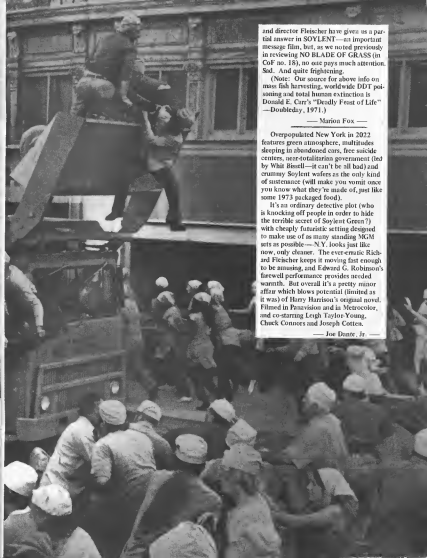 and director Fleischer have given us a par-
tial answer in SOYLENT—an important
message film, but, as we noted previously
in reviewing NO BLADE OF GRASS (in
CoF no. 18), no one pays much attention.
Sad. And quite frightening.
(Note: Our source for above info on
mass fish harvesting, worldwide DDT poi-
soning and total human extinction is
Donald E. Carr's "Deadly Feast of Life"
—Doubleday, 1971.)
— Marion Fox —
Overpopulated New York in 2022
features green atmosphere, multitudes
sleeping in abandoned cars, free suicide
centers, near-totalitarian government (led
by Whit Bissell—it can't be all bad) and
crummy Soylent wafers as the only kind
of sustenance (will make you vomit once
you know what they're made of, just like
some 1973 packaged food).
It's an ordinary detective plot (who
is knocking off people in order to hide
the terrible secret of Soylent Green?)
with cheaply futuristic setting designed
to make use of as many standing MGM
sets as possible—N.Y. looks just like
now, only cleaner. The ever-erratic Rich-
ard Fleischer keeps it moving fast enough
to be amusing, and Edward G. Robinson's
farewell performance provides needed
warmth. But overall it's a pretty minor
affair which blows potential (limited as
it was) of Harry Harrison's original novel.
Filmed in Panavision and in Metrocolor,
and co-starring Leigh Taylor-Young,
Chuck Connors and Joseph Cotten.
— Joe Dante, Jr. —